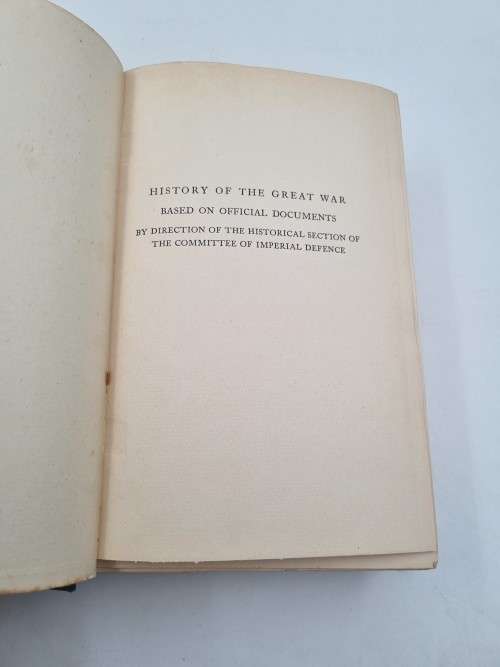 HISTORY OF THE GREAT WAR
BASED ON OFFICIAL DOCUMENTS
BY DIRECTION OF THE HISTORICAL SECTION OF
THE COMMITTEE OF IMPERIAL DEFENCE